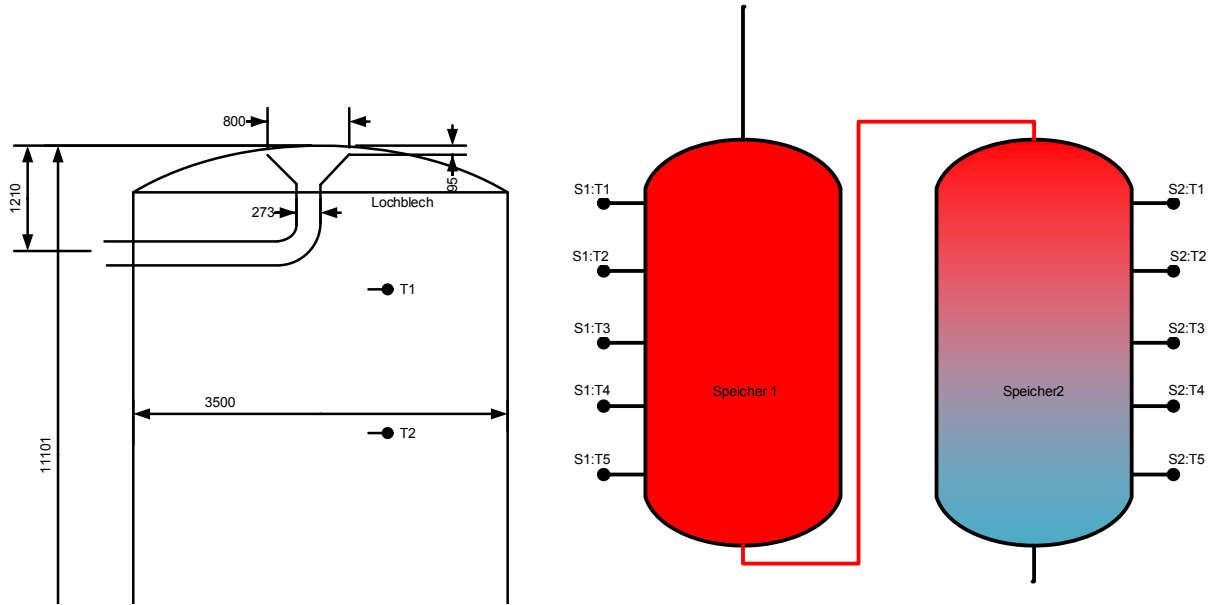 800
1210
95
273
Lochblech
T1
3500
T2
11101
S1:T1
S1:T2
S1:T3
S1:T4
S1:T5
Speicher 1
Speicher2
S2:T1
S2:T2
S2:T3
S2:T4
S2:T5